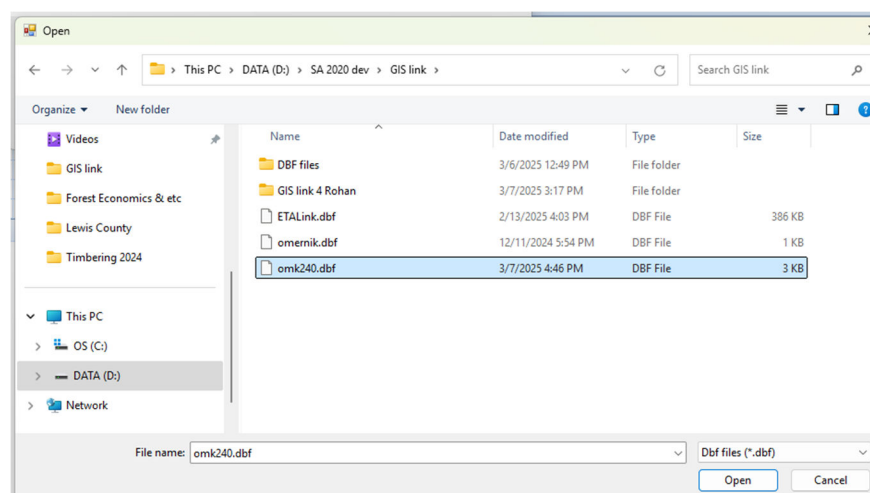 Open
This PC > DATA (D:) > SA 2020 dev > GIS link >
Search GIS link
Organize
New folder
Name
Date modified
Type
Size
Videos
GIS link
Forest Economics & etc
Lewis County
Timbering 2024
This PC
OS (C:)
DATA (D:)
Network
DBF files 3/6/2025 12:49 PM File folder
GIS link 4 Rohan 3/7/2025 3:17 PM File folder
ETALink.dbf 2/13/2025 4:03 PM DBF File 386 KB
omernik.dbf 12/11/2024 5:54 PM DBF File 1 KB
omk240.dbf 3/7/2025 4:46 PM DBF File 3 KB
File name: omk240.dbf
Dbf files (*.dbf)
Open
Cancel